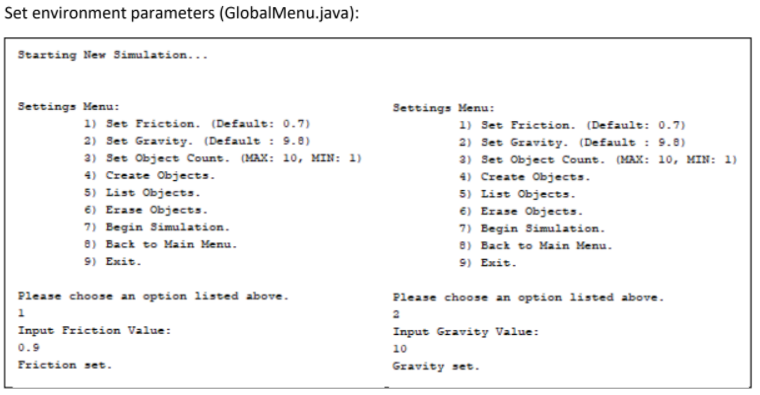 Set environment parameters (GlobalMenu.java):
Starting New Simulation...
Settings Menu:
1) Set Friction. (Default: 0.7)
2) Set Gravity. (Default : 9.8)
3) Set Object Count. (MAX: 10, MIN: 1)
4) Create Objects.
5) List Objects.
6) Erase Objects.
7) Begin Simulation.
8) Back to Main Menu.
9) Exit.
Please choose an option listed above.
1
Input Friction Value:
0.9
Friction set.
Settings Menu:
1) Set Friction. (Default: 0.7)
2) Set Gravity. (Default : 9.8)
3) Set Object Count. (MAX: 10, MIN: 1)
4) Create Objects.
5) List Objects.
6) Erase Objects.
7) Begin Simulation.
8) Back to Main Menu.
9) Exit.
Please choose an option listed above.
2
Input Gravity Value:
10
Gravity set.